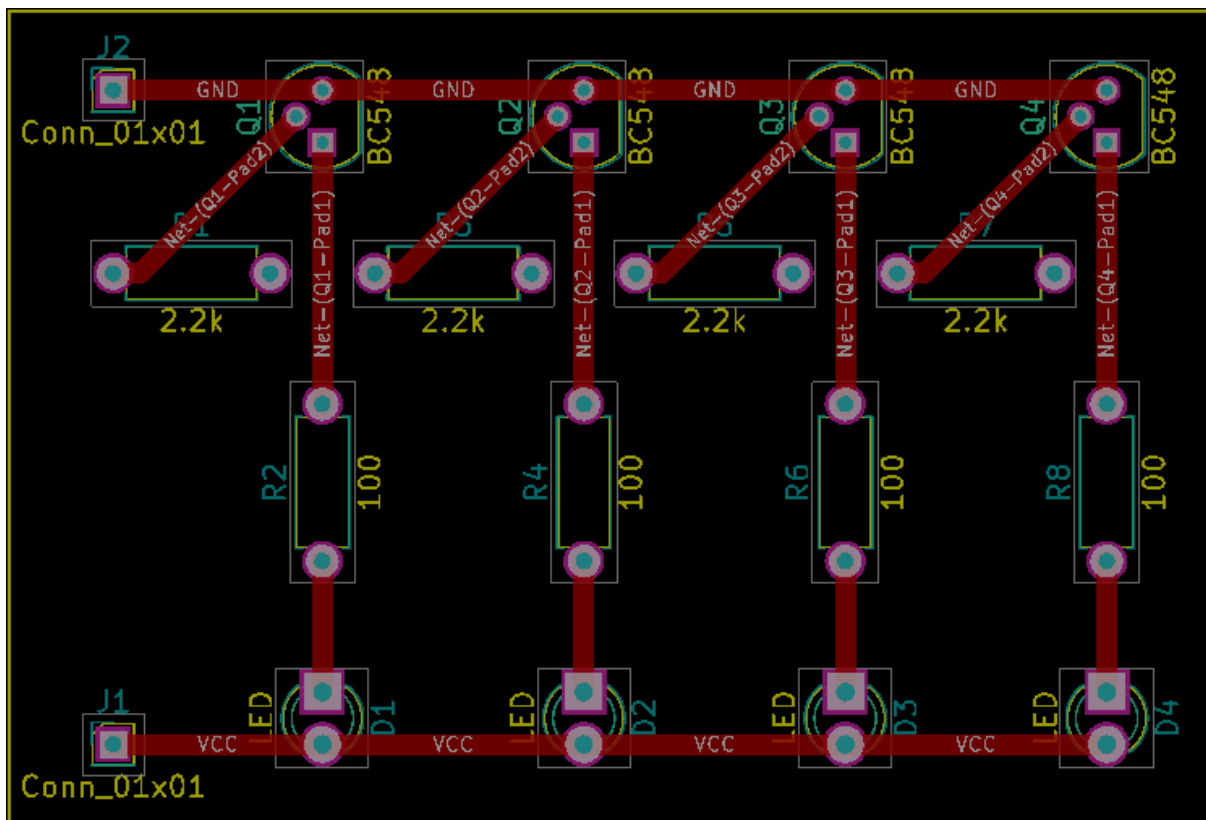 J2
Conn_01x01
GND
GND
GND
GND
Q1
BC548
Q2
BC548
Q3
BC548
Q4
BC548
Net-(Q1-Pad2)
Net-(Q2-Pad2)
Net-(Q3-Pad2)
Net-(Q4-Pad2)
2.2k
2.2k
2.2k
2.2k
Net-(Q1-Pad1)
Net-(Q2-Pad1)
Net-(Q3-Pad1)
Net-(Q4-Pad1)
R2
100
R4
100
R6
100
R8
100
J1
Conn_01x01
LED
D1
LED
D2
LED
D3
LED
D4
VCC
VCC
VCC
VCC